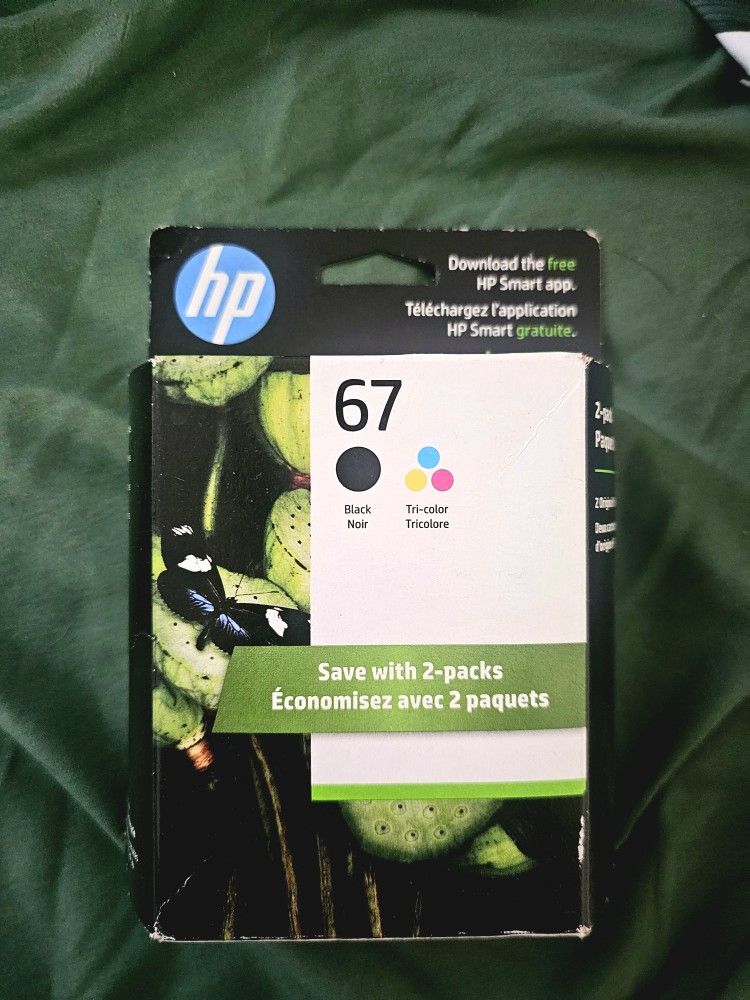 hp
Download the free
HP Smart app.
Téléchargez l'application
HP Smart gratuite.
67
Black
Noir
Tri-color
Tricolore
Save with 2-packs
Économisez avec 2 paquets
2